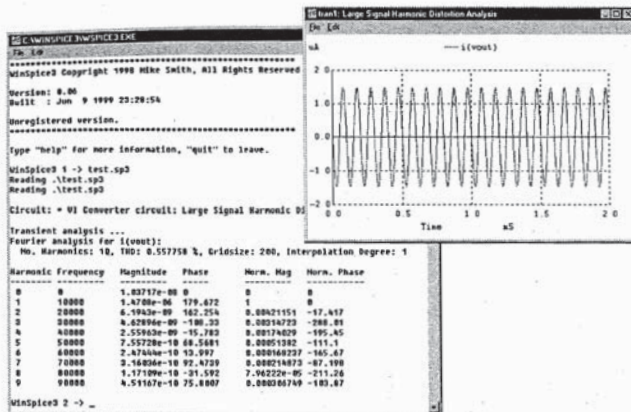 C:\WINSPICE3\WSPICE3.EXE
File Edit
WinSpice3 Copyright 1998 Mike Smith, All Rights Reserved
Version: 0.06
Built : Jun 9 1999 23:20:54
Unregistered version.
Type "help" for more information, "quit" to leave.
WinSpice3 1 -> test.sp3
Reading .\test.sp3
Reading .\test.sp3
Circuit: * VI Converter circuit: Large Signal Harmonic Di
Transient analysis ...
Fourier analysis for i(vout):
No. Harmonics: 10, THD: 0.557758 %, Gridsize: 200, Interpolation Degree: 1
Harmonic Frequency Magnitude Phase Norm. Mag Norm. Phase
0 0 1.03717e-08 0 0 0
1 10000 1.4708e-06 179.672 1 0
2 20000 6.1943e-09 162.254 0.00421151 -17.417
3 30000 4.62896e-09 -108.33 0.00314723 -288.01
4 40000 2.55963e-09 -15.783 0.00174029 -195.45
5 50000 7.55728e-10 68.5681 0.00051382 -111.1
6 60000 2.47444e-10 13.997 0.000168237 -165.67
7 70000 3.16036e-10 92.4739 0.000214873 -87.198
8 80000 1.17109e-10 -31.592 7.96222e-05 -211.26
9 90000 4.51167e-10 75.8007 0.000306749 -103.87
WinSpice3 2 -> _
tran1: Large Signal Harmonic Distortion Analysis
File Edit
uA
i(vout)
2 0
1.0
0.0
-1.0
-2 0
0 0 0.5 1 0 1.5 2 0
Time mS